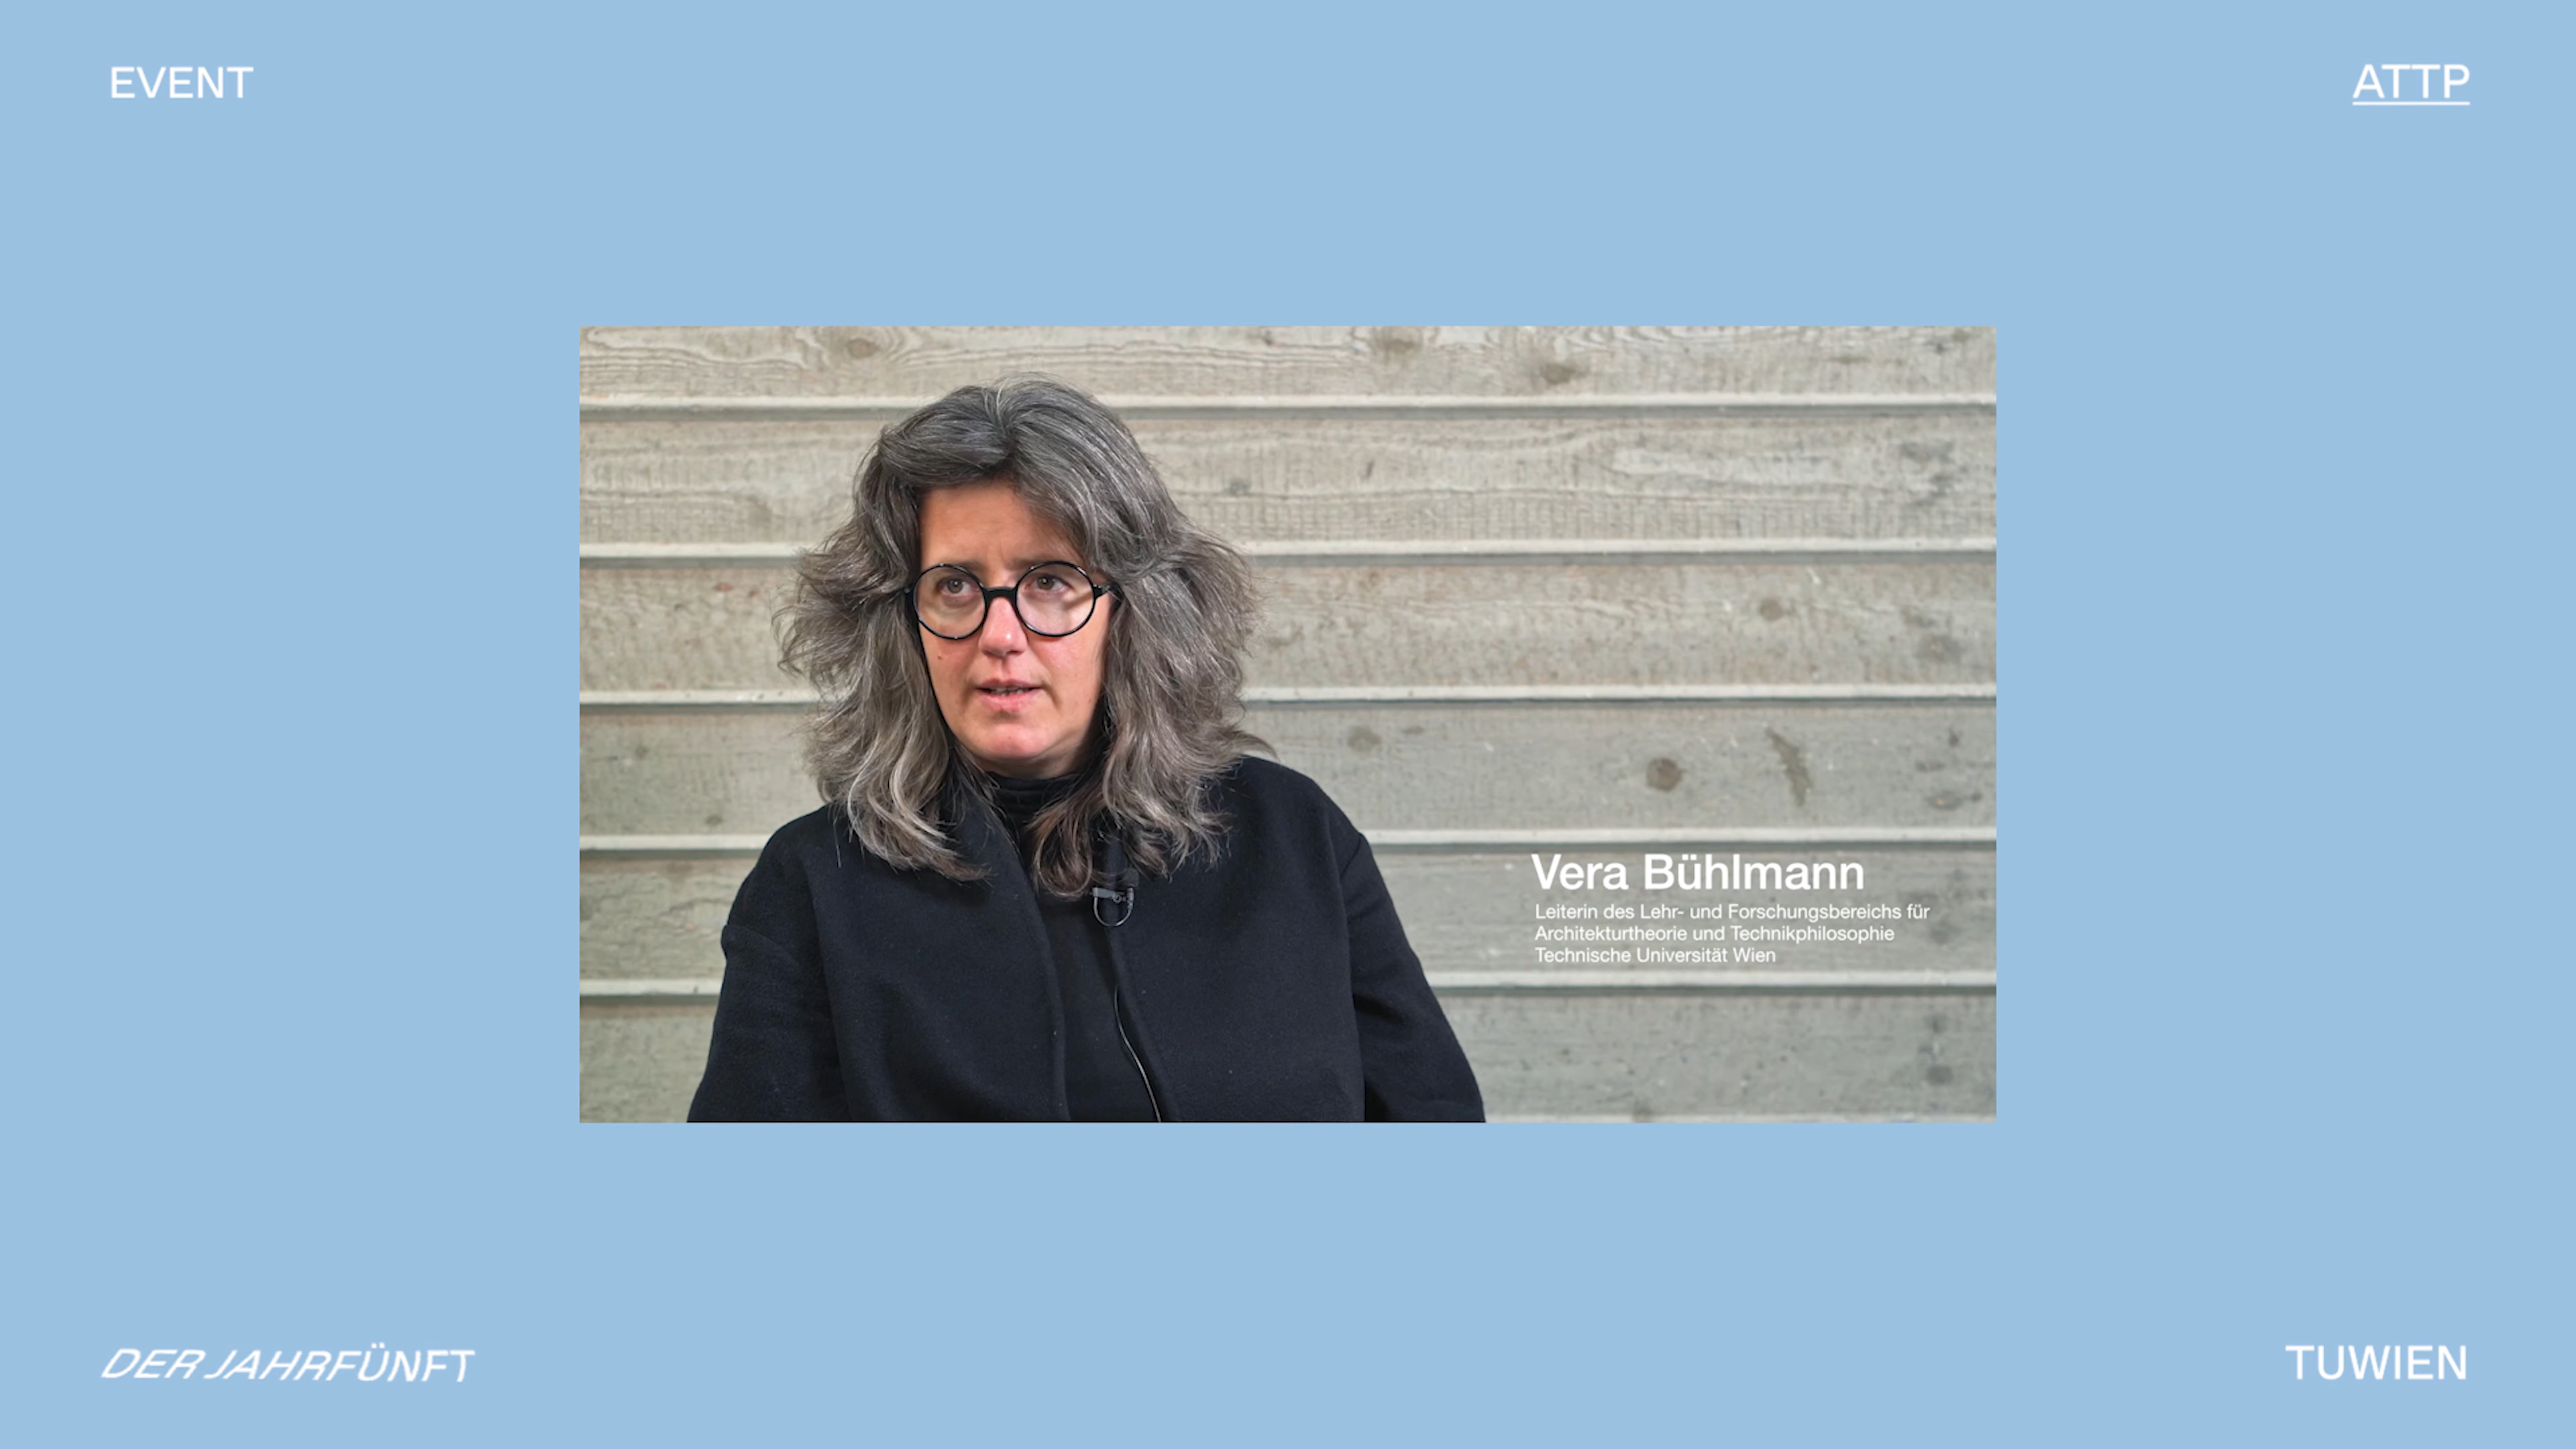 EVENT
ATTP
Vera Bühlmann
Leiterin des Lehr- und Forschungsbereichs für
Architekturtheorie und Technikphilosophie
Technische Universität Wien
DER JAHRFÜNFT
TUWIEN